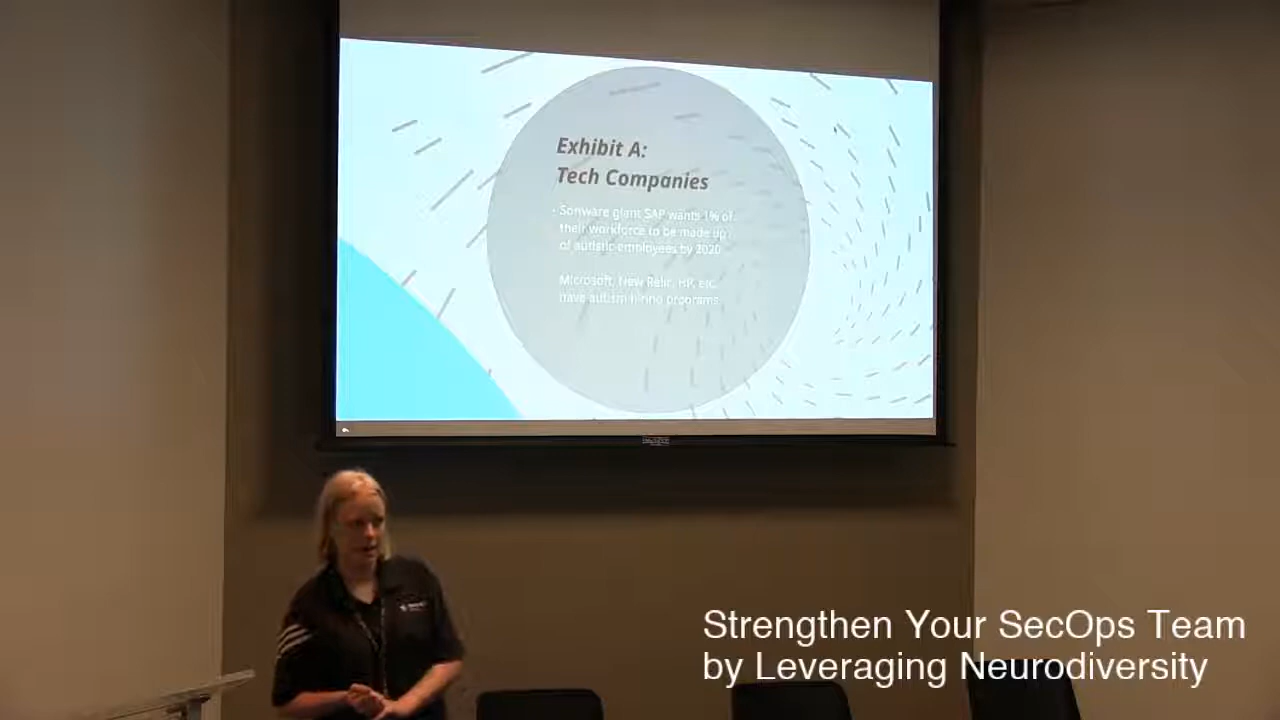 Exhibit A:
Tech Companies
Software giant SAP wants 1% of
their workforce to be made up
of autistic employees by 2020
Microsoft, New Relic, HP, etc.
have autism hiring programs.
Strengthen Your SecOps Team
by Leveraging Neurodiversity